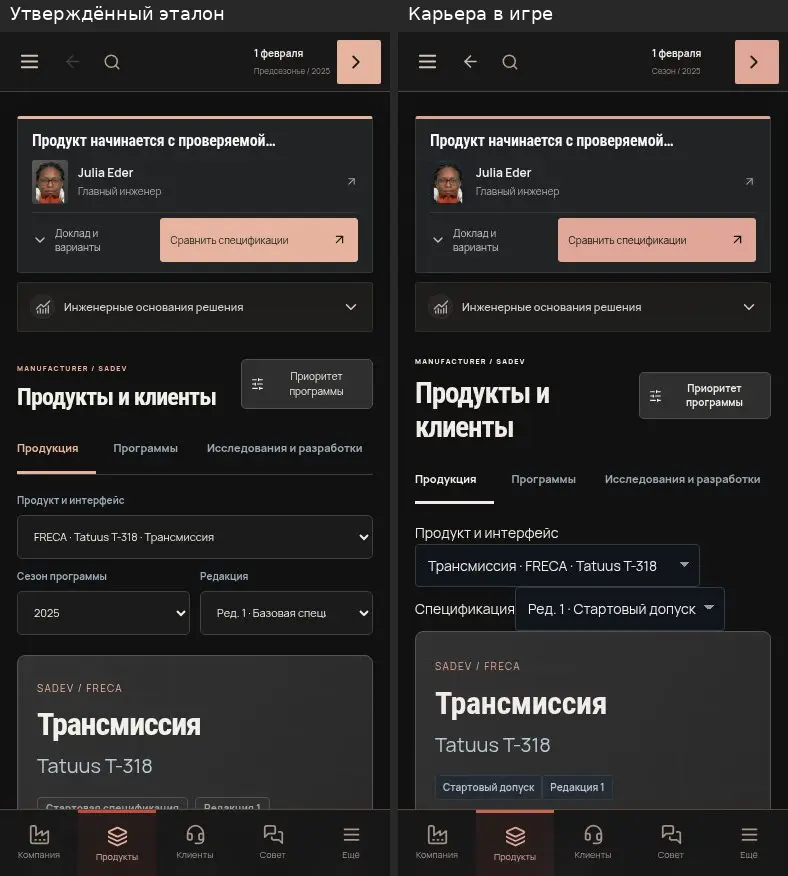 Утверждённый эталон
1 февраля
Предсезонье / 2025
Продукт начинается с проверяемой...
Julia Eder
Главный инженер
Доклад и
варианты
Сравнить спецификации
Инженерные основания решения
MANUFACTURER / SADEV
Продукты и клиенты
Приоритет
программы
Продукция
Программы
Исследования и разработки
Продукт и интерфейс
FRECA · Tatuus T-318 · Трансмиссия
Сезон программы
Редакция
2025
Ред. 1 · Базовая спец
SADEV / FRECA
Трансмиссия
Tatuus T-318
Стартовая спецификация
Редакция 1
Компания
Продукты
Клиенты
Совет
Ещё
Карьера в игре
1 февраля
Сезон / 2025
Продукт начинается с проверяемой...
Julia Eder
Главный инженер
Доклад и
варианты
Сравнить спецификации
Инженерные основания решения
MANUFACTURER / SADEV
Продукты и
клиенты
Приоритет
программы
Продукция
Программы
Исследования и разработки
Продукт и интерфейс
Трансмиссия · FRECA · Tatuus T-318
Спецификация
Ред. 1 · Стартовый допуск
SADEV / FRECA
Трансмиссия
Tatuus T-318
Стартовый допуск
Редакция 1
Компания
Продукты
Клиенты
Совет
Ещё